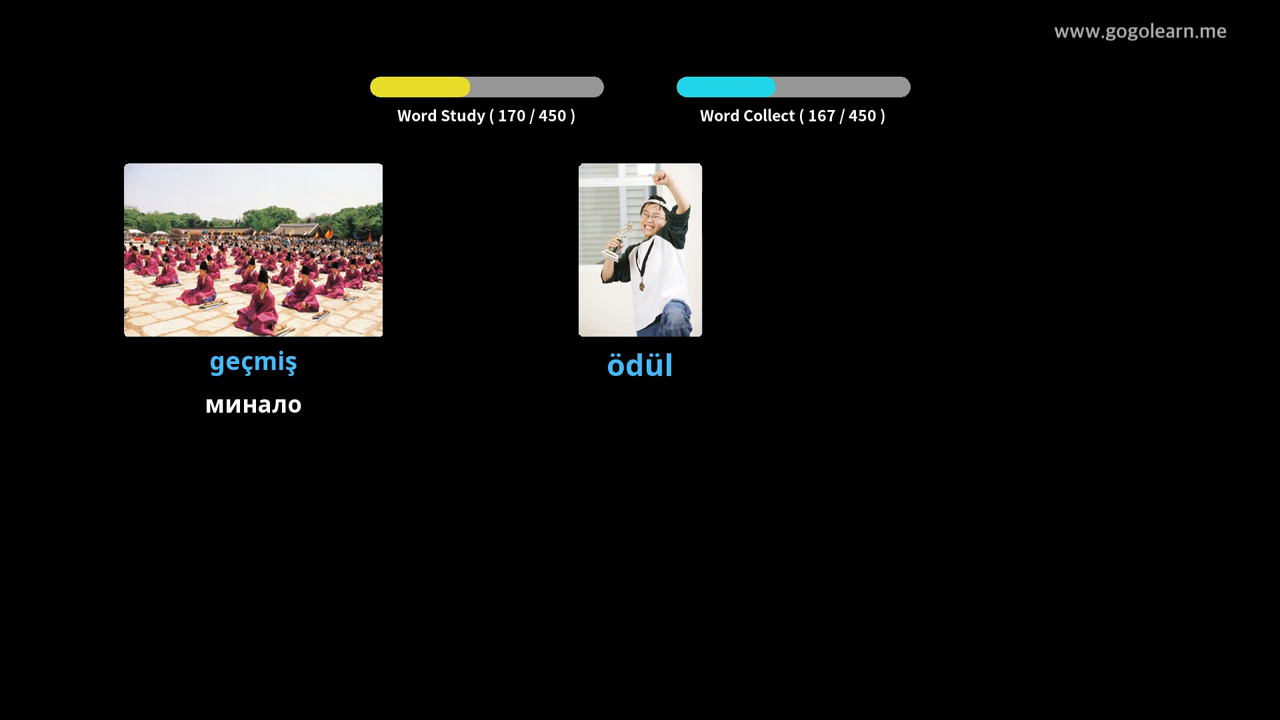 www.gogolearn.me
Word Study ( 170 / 450 )
Word Collect ( 167 / 450 )
geçmiş
минало
ödül